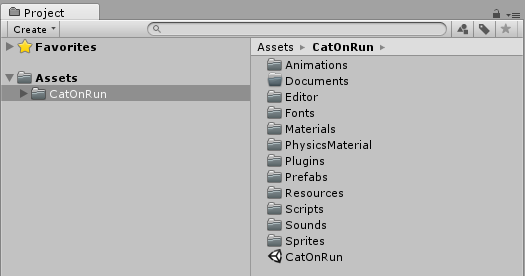 Project
Create
Favorites
Assets
CatOnRun
Assets CatOnRun
Animations
Documents
Editor
Fonts
Materials
PhysicsMaterial
Plugins
Prefabs
Resources
Scripts
Sounds
Sprites
CatOnRun